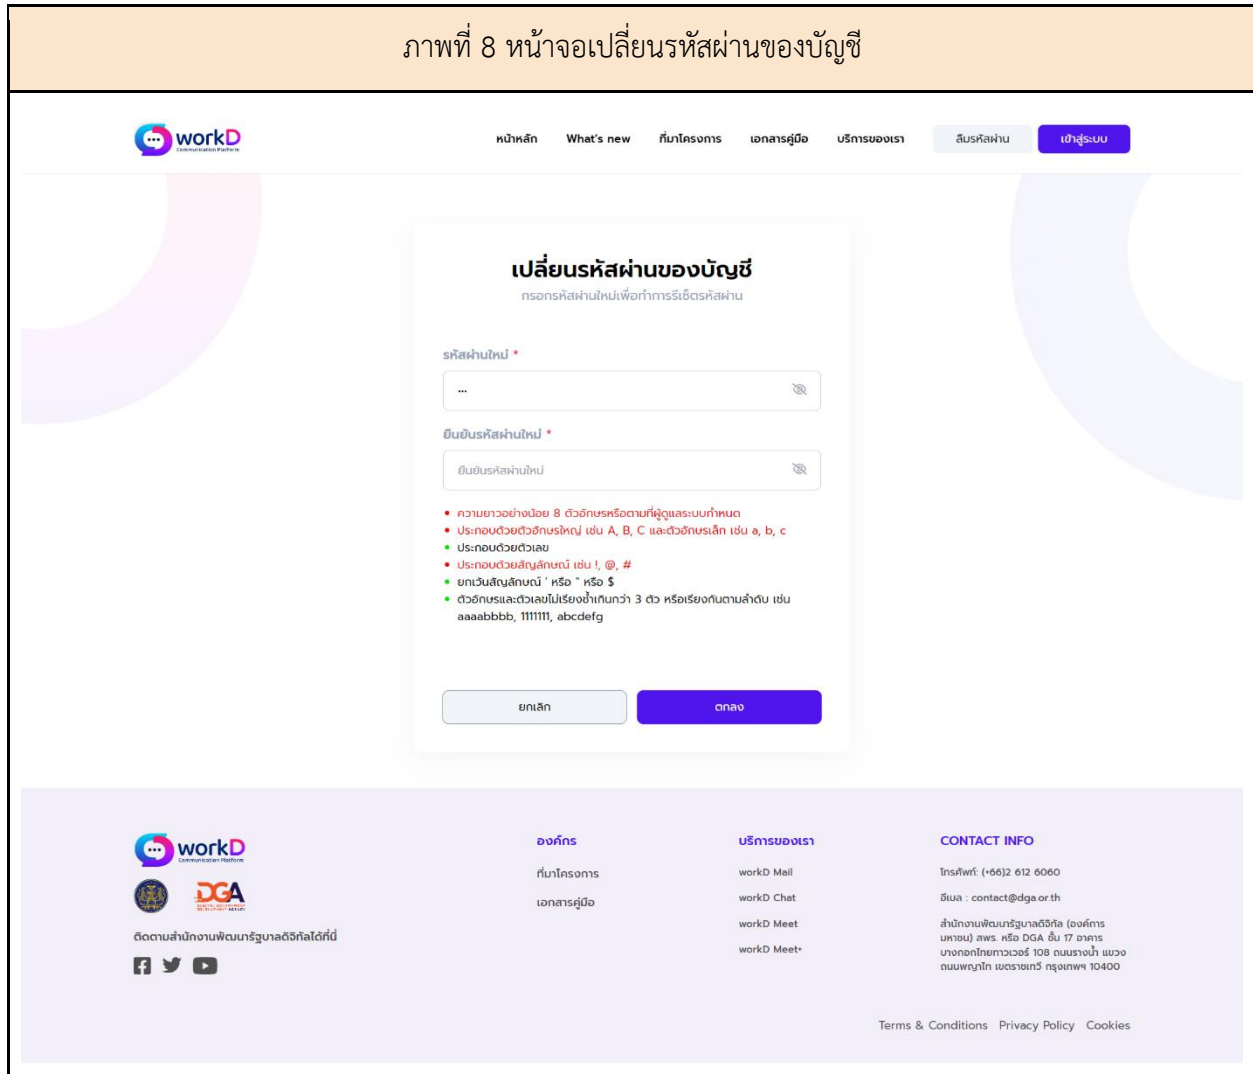 ภาพที่ 8 หน้าจอเปลี่ยนรหัสผ่านของบัญชี
workD
Communication Platform
หน้าหลัก What's new ที่มาโครงการ เอกสารคู่มือ บริการของเรา ลืมรหัสผ่าน เข้าสู่ระบบ
เปลี่ยนรหัสผ่านของบัญชี
กรอกรหัสผ่านใหม่เพื่อทำการรีเซ็ตรหัสผ่าน
รหัสผ่านใหม่ *
•••
ยืนยันรหัสผ่านใหม่ *
ยืนยันรหัสผ่านใหม่
• ความยาวอย่างน้อย 8 ตัวอักษรหรือตามที่ผู้ดูแลระบบกำหนด
• ประกอบด้วยตัวอักษรใหญ่ เช่น A, B, C และตัวอักษรเล็ก เช่น a, b, c
• ประกอบด้วยตัวเลข
• ประกอบด้วยสัญลักษณ์ เช่น !, @, #
• ยกเว้นสัญลักษณ์ ' หรือ " หรือ $
• ตัวอักษรและตัวเลขไม่เรียงซ้ำเกินกว่า 3 ตัว หรือเรียงกันตามลำดับ เช่น
aaaabbbb, 1111111, abcdefg
ยกเลิก ตกลง
workD
Communication Platform
DGA
DIGITAL GOVERNMENT
DEVELOPMENT AGENCY
ติดตามสำนักงานพัฒนารัฐบาลดิจิทัลได้ที่นี่
องค์กร
ที่มาโครงการ
เอกสารคู่มือ
บริการของเรา
workD Mail
workD Chat
workD Meet
workD Meet+
CONTACT INFO
โทรศัพท์: (+66)2 612 6060
อีเมล : contact@dga.or.th
สำนักงานพัฒนารัฐบาลดิจิทัล (องค์การ
มหาชน) สพร. หรือ DGA ชั้น 17 อาคาร
บางกอกไทยทาวเวอร์ 108 ถนนรางน้ำ แขวง
ถนนพญาไท เขตราชเทวี กรุงเทพฯ 10400
Terms & Conditions Privacy Policy Cookies